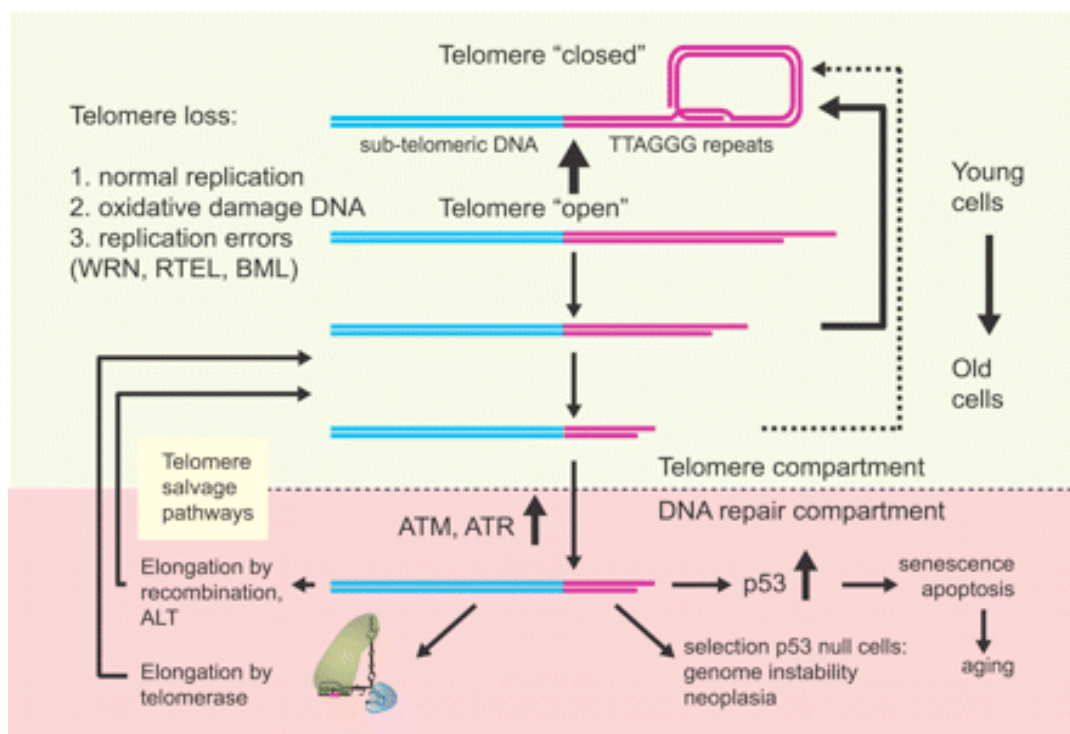 Telomere “closed”
Telomere loss:
sub-telomeric DNA
TTAGGG repeats
1. normal replication
2. oxidative damage DNA
3. replication errors
(WRN, RTEL, BML)
Telomere “open”
Young
cells
Old
cells
Telomere
salvage
pathways
Telomere compartment
DNA repair compartment
ATM, ATR
Elongation by
recombination,
ALT
p53
senescence
apoptosis
aging
selection p53 null cells:
genome instability
neoplasia
Elongation by
telomerase